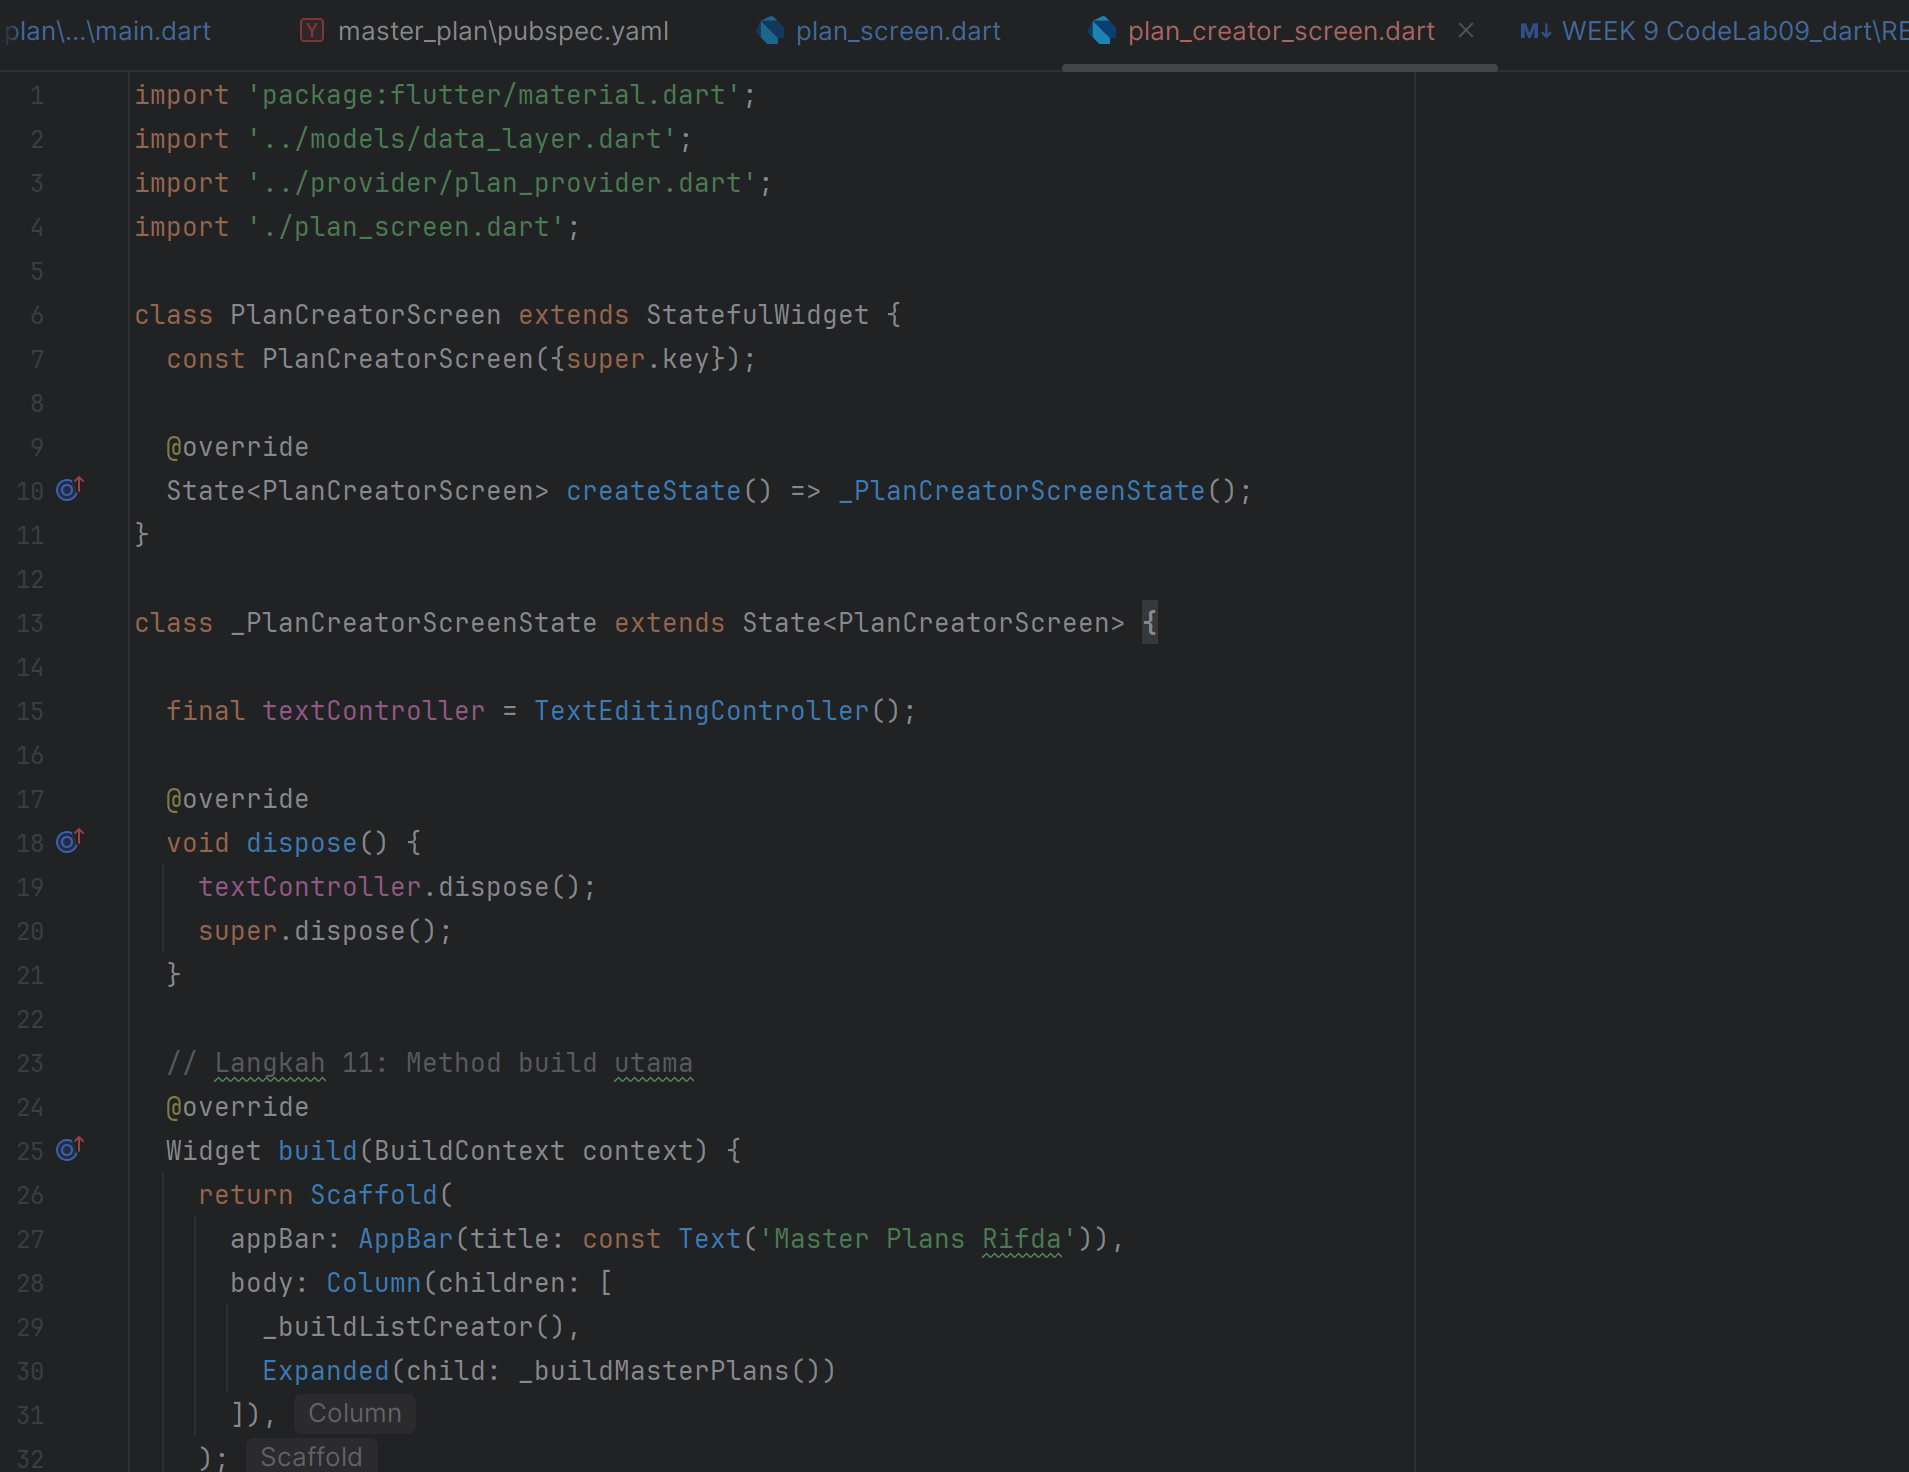 plan\...\main.dart
Y master_plan\pubspec.yaml
plan_screen.dart
plan_creator_screen.dart ×
M↓ WEEK 9 CodeLab09_dart\RE
1 import 'package:flutter/material.dart';
2 import '../models/data_layer.dart';
3 import '../provider/plan_provider.dart';
4 import './plan_screen.dart';
5
6 class PlanCreatorScreen extends StatefulWidget {
7   const PlanCreatorScreen({super.key});
8
9   @override
10   State<PlanCreatorScreen> createState() => _PlanCreatorScreenState();
11 }
12
13 class _PlanCreatorScreenState extends State<PlanCreatorScreen> {
14
15   final textController = TextEditingController();
16
17   @override
18   void dispose() {
19     textController.dispose();
20     super.dispose();
21   }
22
23   // Langkah 11: Method build utama
24   @override
25   Widget build(BuildContext context) {
26     return Scaffold(
27       appBar: AppBar(title: const Text('Master Plans Rifda')),
28       body: Column(children: [
29         _buildListCreator(),
30         Expanded(child: _buildMasterPlans())
31       ]), Column
32     ); Scaffold